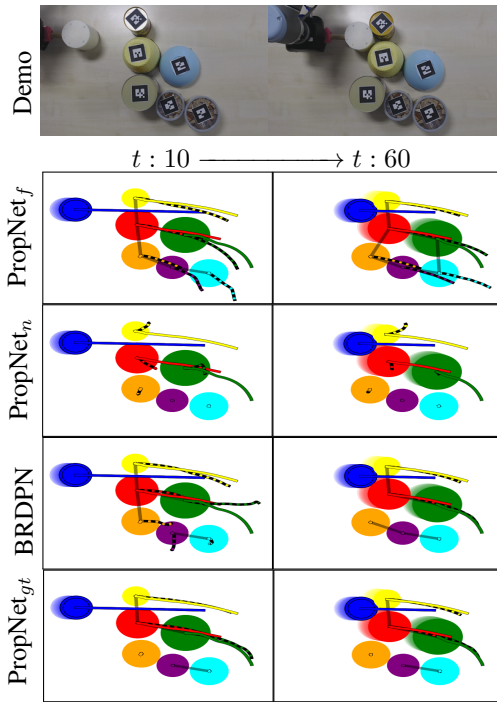 Demo
t : 10 ⟶ t : 60
PropNet_f
PropNet_n
BRDPN
PropNet_gt